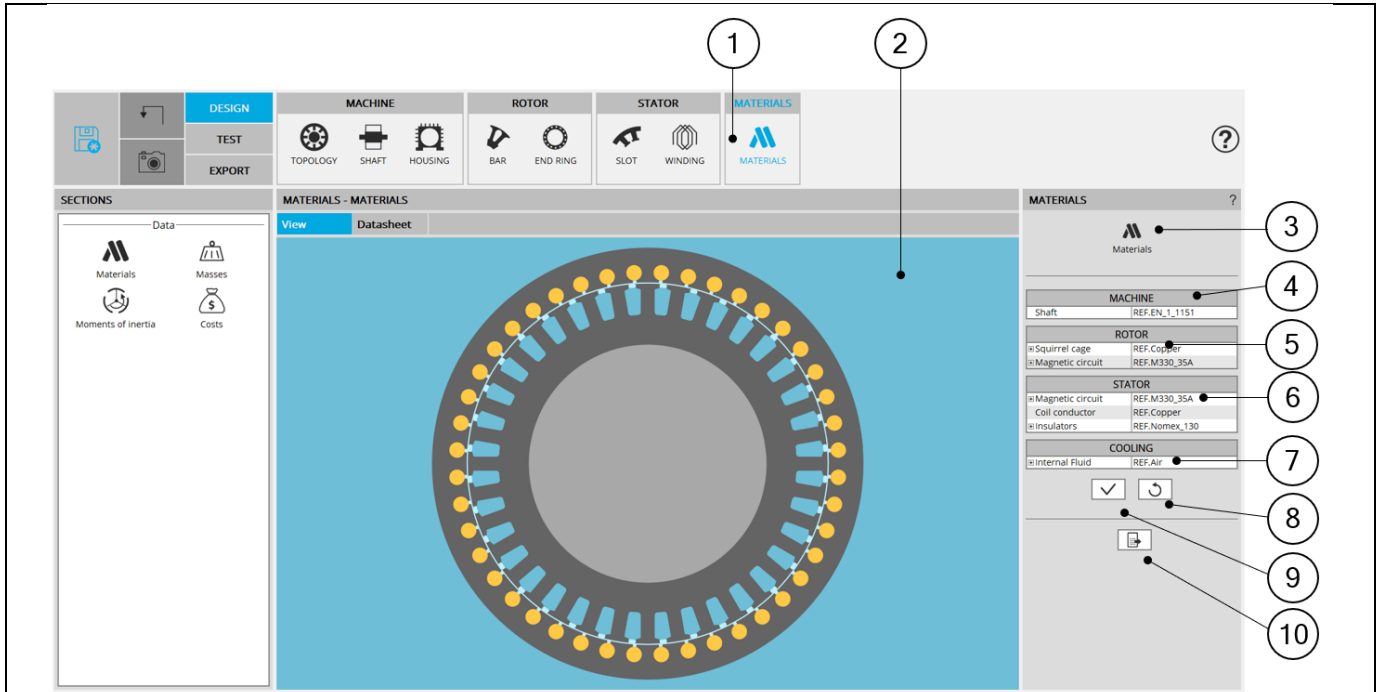 1
2
DESIGN
TEST
EXPORT
MACHINE
TOPOLOGY SHAFT HOUSING
ROTOR
BAR END RING
STATOR
SLOT WINDING
MATERIALS
MATERIALS
?
SECTIONS
Data
Materials Masses
Moments of inertia Costs
$
MATERIALS - MATERIALS
View Datasheet
MATERIALS ?
Materials
3
MACHINE
4
Shaft REF.EN_1_1151
ROTOR
Squirrel cage REF.Copper
5
Magnetic circuit REF.M330_35A
STATOR
Magnetic circuit REF.M330_35A
6
Coil conductor REF.Copper
Insulators REF.Nomex_130
COOLING
Internal Fluid REF.Air
7
8
9
10